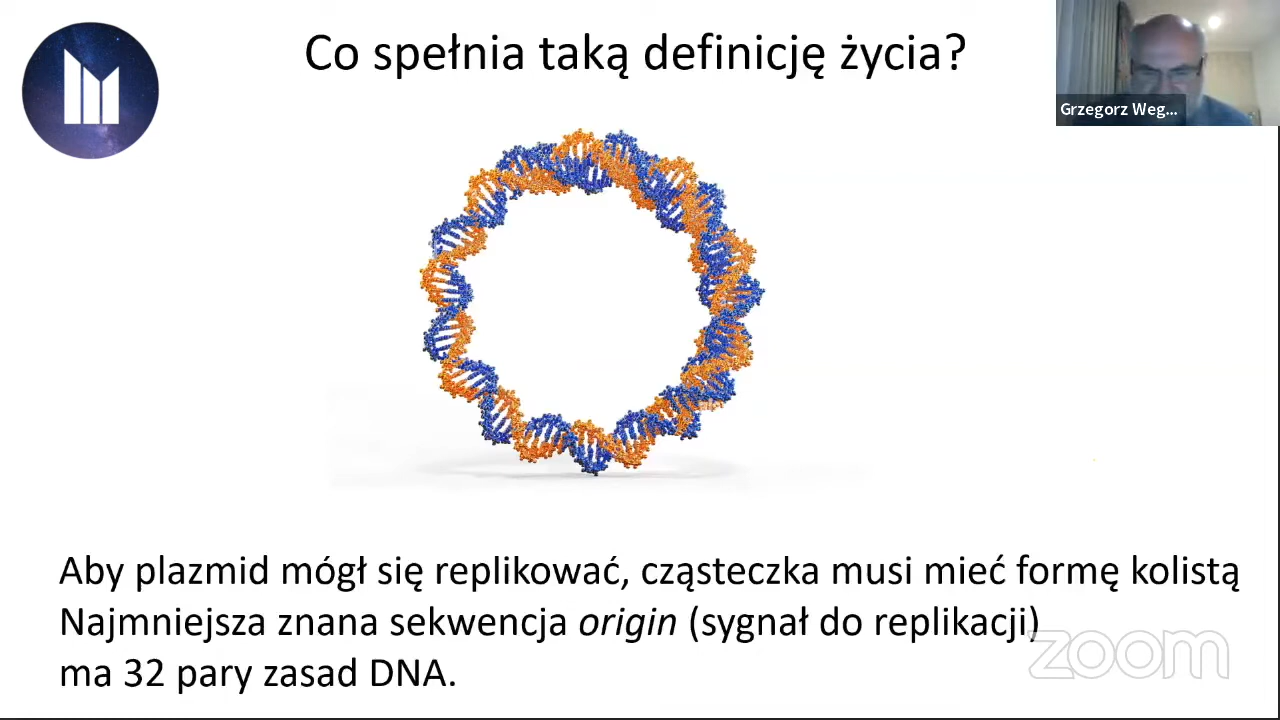 Co spełnia taką definicję życia?
Grzegorz Weg...
Aby plazmid mógł się replikować, cząsteczka musi mieć formę kolistą
Najmniejsza znana sekwencja origin (sygnał do replikacji)
ma 32 pary zasad DNA.
zoom